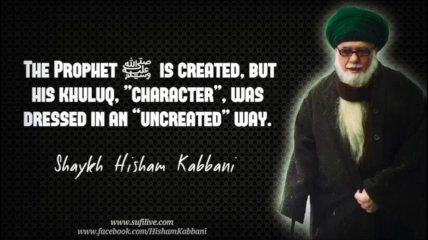 The Prophet ﷺ is created, but
his khuluq, "character", was
dressed in an "uncreated" way.
Shaykh Hisham Kabbani
www.sufilive.com
www.facebook.com/HishamKabbani